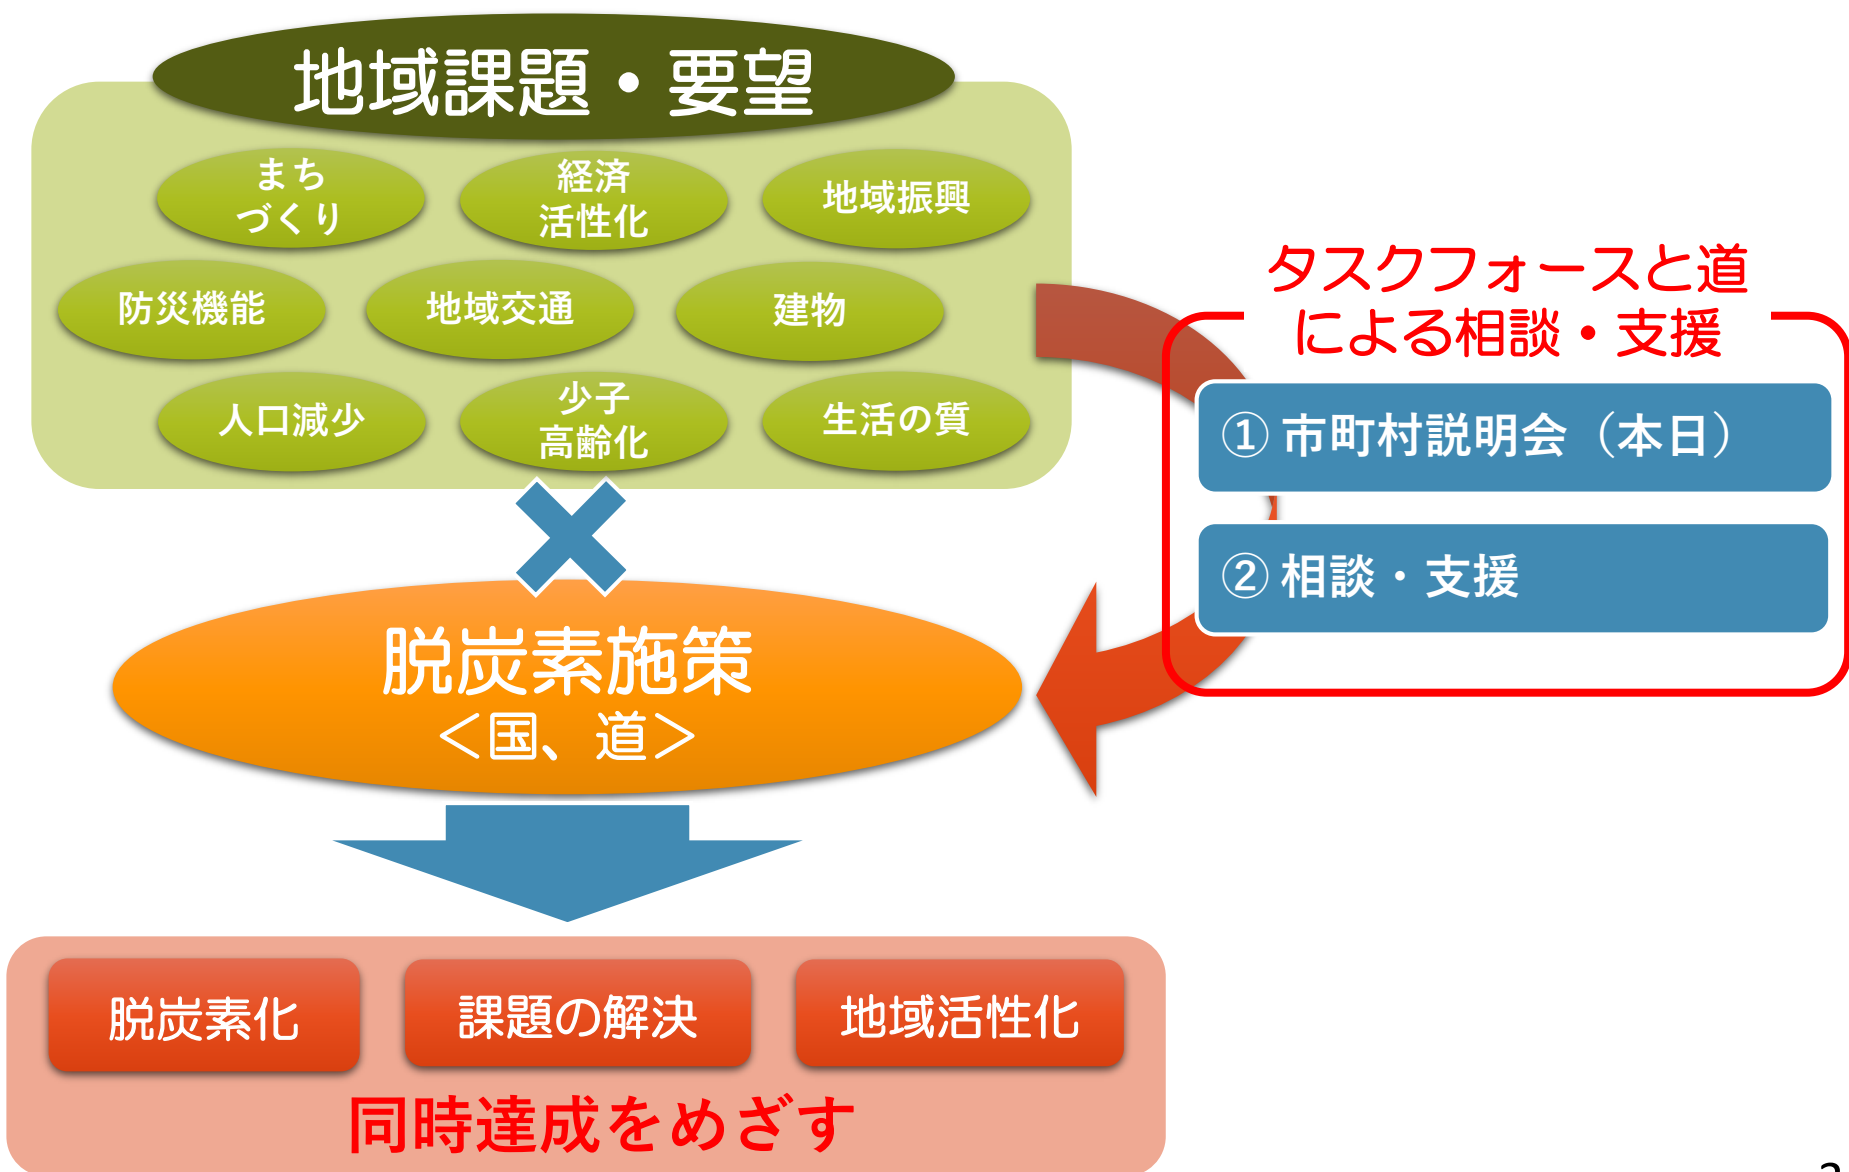 地域課題・要望
まち
づくり
経済
活性化
地域振興
防災機能
地域交通
建物
人口減少
少子
高齢化
生活の質
タスクフォースと道
による相談・支援
① 市町村説明会（本日）
② 相談・支援
脱炭素施策
＜国、道＞
脱炭素化
課題の解決
地域活性化
同時達成をめざす